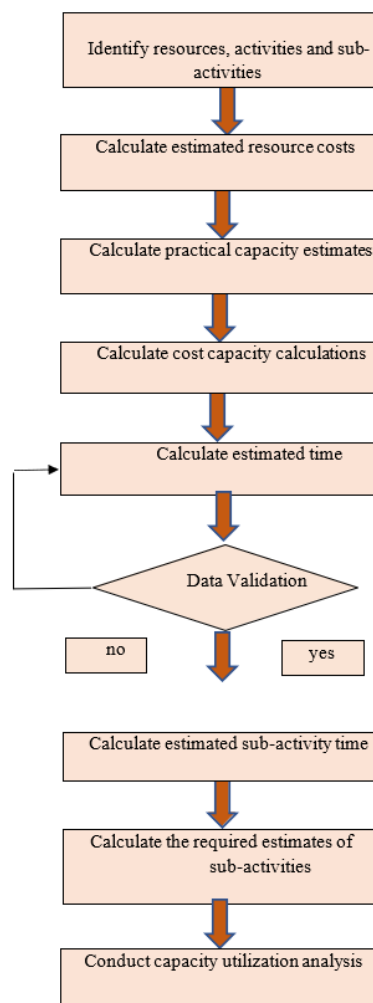 Identify resources, activities and sub-
activities
Calculate estimated resource costs
Calculate practical capacity estimates
Calculate cost capacity calculations
Calculate estimated time
Data Validation
no
yes
Calculate estimated sub-activity time
Calculate the required estimates of
sub-activities
Conduct capacity utilization analysis